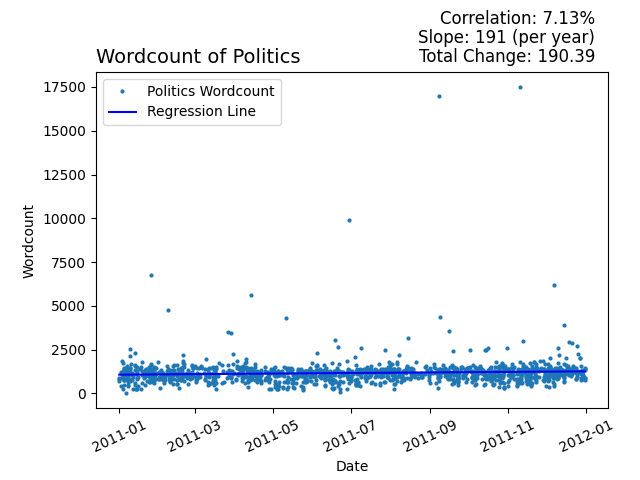 Correlation: 7.13%
Slope: 191 (per year)
Total Change: 190.39
Wordcount of Politics
Politics Wordcount
Regression Line
17500
15000
12500
10000
7500
5000
2500
0
Wordcount
2011-01
2011-03
2011-05
2011-07
2011-09
2011-11
2012-01
Date